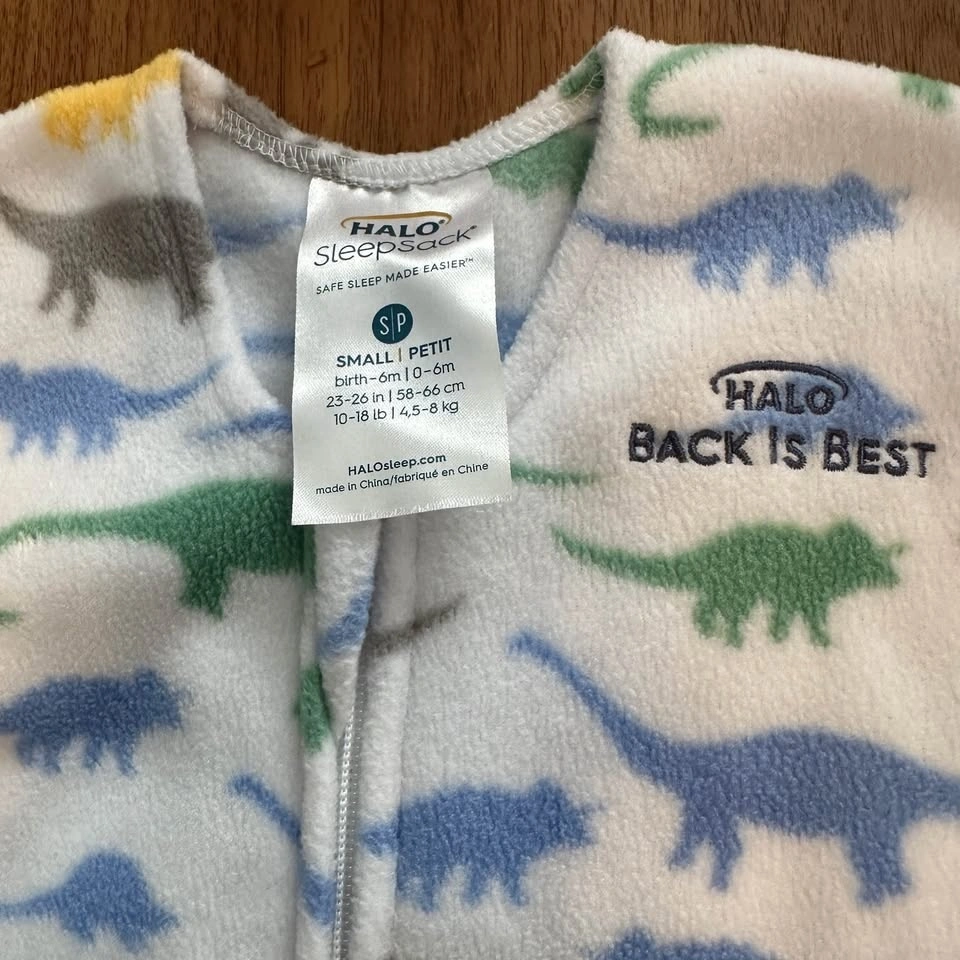 HALO®
SleepSack®
SAFE SLEEP MADE EASIER™
S|P
SMALL | PETIT
birth-6m | 0-6m
23-26 in | 58-66 cm
10-18 lb | 4,5-8 kg
HALOsleep.com
made in China/fabriqué en Chine
HALO
BACK IS BEST